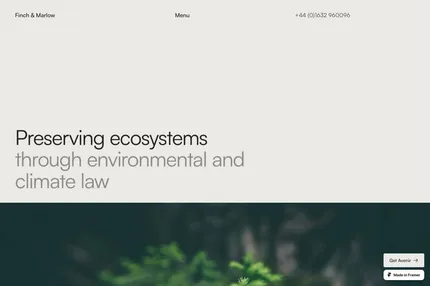 Finch & Marlow
Menu
+44 (0)1632 960096
Preserving ecosystems
through environmental and
climate law
Get Avenir →
Made in Framer